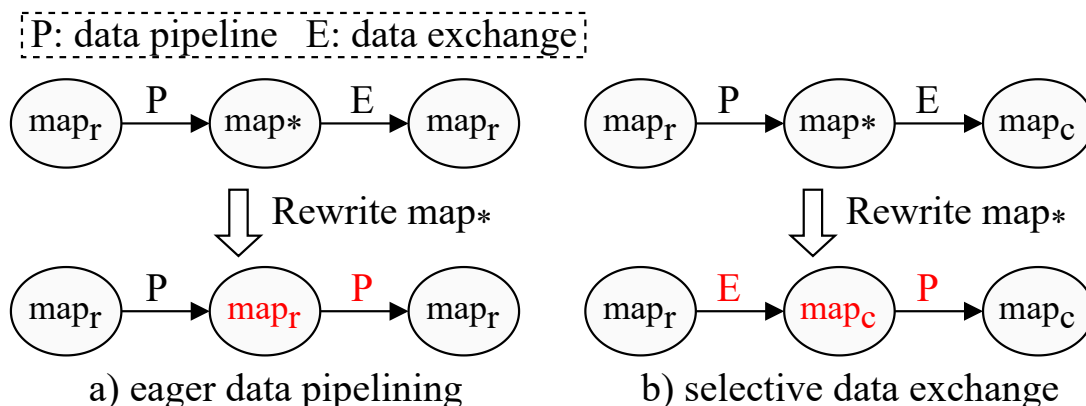 P: data pipeline E: data exchange
P E
map_r map* map_r
Rewrite map*
P P
map_r map_r map_r
a) eager data pipelining
P E
map_r map* map_c
Rewrite map*
E P
map_r map_c map_c
b) selective data exchange